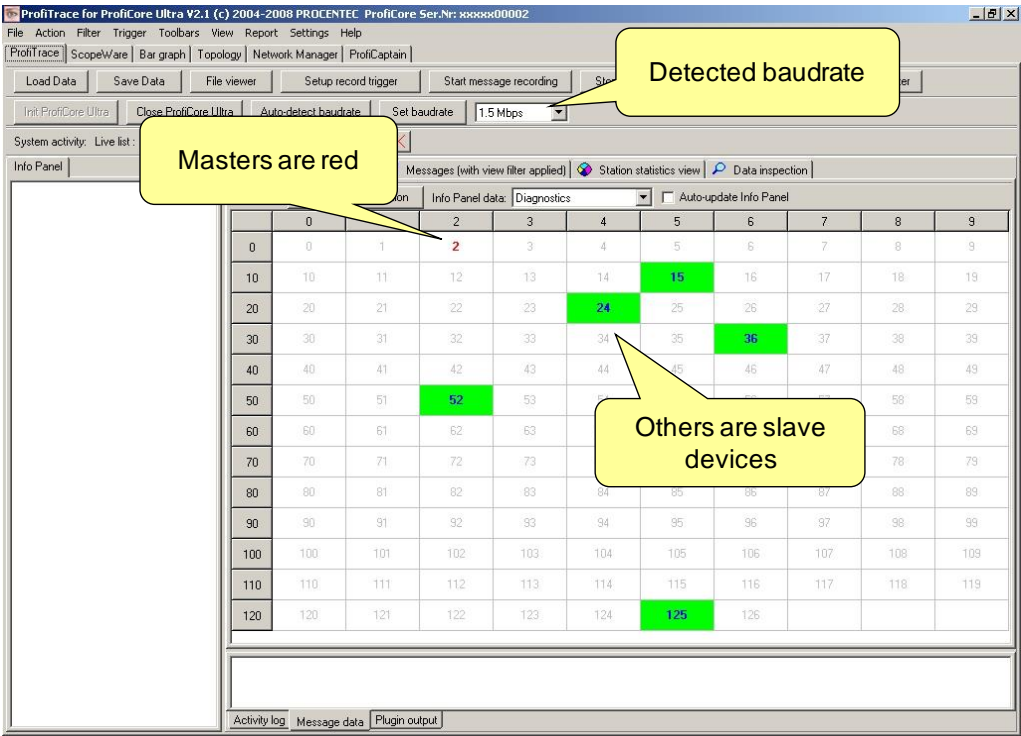 ProfiTrace for ProfiCore Ultra V2.1 (c) 2004-2008 PROCENTEC ProfiCore Ser.Nr: xxxxx00002
File Action Filter Trigger Toolbars View Report Settings Help
ProfiTrace ScopeWare Bar graph Topology Network Manager ProfiCaptain
Detected baudrate
Load Data Save Data File viewer Setup record trigger Start message recording
Init ProfiCore Ultra Close ProfiCore Ultra Auto-detect baudrate Set baudrate 1.5 Mbps
System activity: Live list :
Masters are red
Info Panel Messages (with view filter applied) Station statistics view Data inspection
Info Panel data: Diagnostics Auto-update Info Panel
0 2 3 4 5 6 7 8 9
0 0 1 2 3 4 5 6 7 8 9
10 10 11 12 13 14 15 16 17 18 19
20 20 21 22 23 24 25 26 27 28 29
30 30 31 32 33 34 35 36 37 38 39
40 40 41 42 43 44 45 46 47 48 49
50 50 51 52 53 58 59
60 60 61 62 63 68 69
Others are slave
devices
70 70 71 72 73 78 79
80 80 81 82 83 84 85 86 87 88 89
90 90 91 92 93 94 95 96 97 98 99
100 100 101 102 103 104 105 106 107 108 109
110 110 111 112 113 114 115 116 117 118 119
120 120 121 122 123 124 125 126
Activity log Message data Plugin output